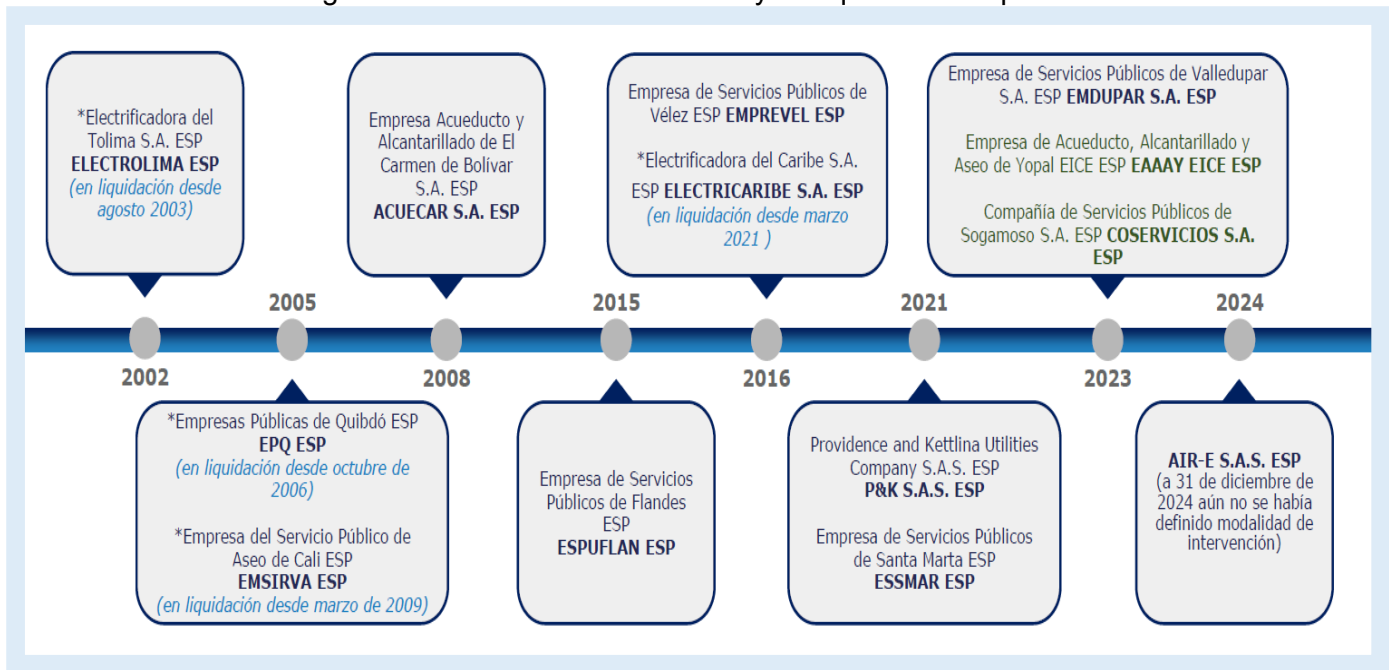 *Electrificadora del
Tolima S.A. ESP
ELECTROLIMA ESP
(en liquidación desde
agosto 2003)
Empresa Acueducto y
Alcantarillado de El
Carmen de Bolívar
S.A. ESP
ACUECAR S.A. ESP
Empresa de Servicios Públicos de
Vélez ESP EMPREVEL ESP
*Electrificadora del Caribe S.A.
ESP ELECTRICARIBE S.A. ESP
(en liquidación desde marzo
2021 )
Empresa de Servicios Públicos de Valledupar
S.A. ESP EMDUPAR S.A. ESP
Empresa de Acueducto, Alcantarillado y
Aseo de Yopal EICE ESP EAAAY EICE ESP
Compañía de Servicios Públicos de
Sogamoso S.A. ESP COSERVICIOS S.A.
ESP
2005
2015
2021
2024
2002
2008
2016
2023
*Empresas Públicas de Quibdó ESP
EPQ ESP
(en liquidación desde octubre de
2006)
*Empresa del Servicio Público de
Aseo de Cali ESP
EMSIRVA ESP
(en liquidación desde marzo de 2009)
Empresa de Servicios
Públicos de Flandes
ESP
ESPUFLAN ESP
Providence and Kettlina Utilities
Company S.A.S. ESP
P&K S.A.S. ESP
Empresa de Servicios Públicos
de Santa Marta ESP
ESSMAR ESP
AIR-E S.A.S. ESP
(a 31 de diciembre de
2024 aún no se había
definido modalidad de
intervención)